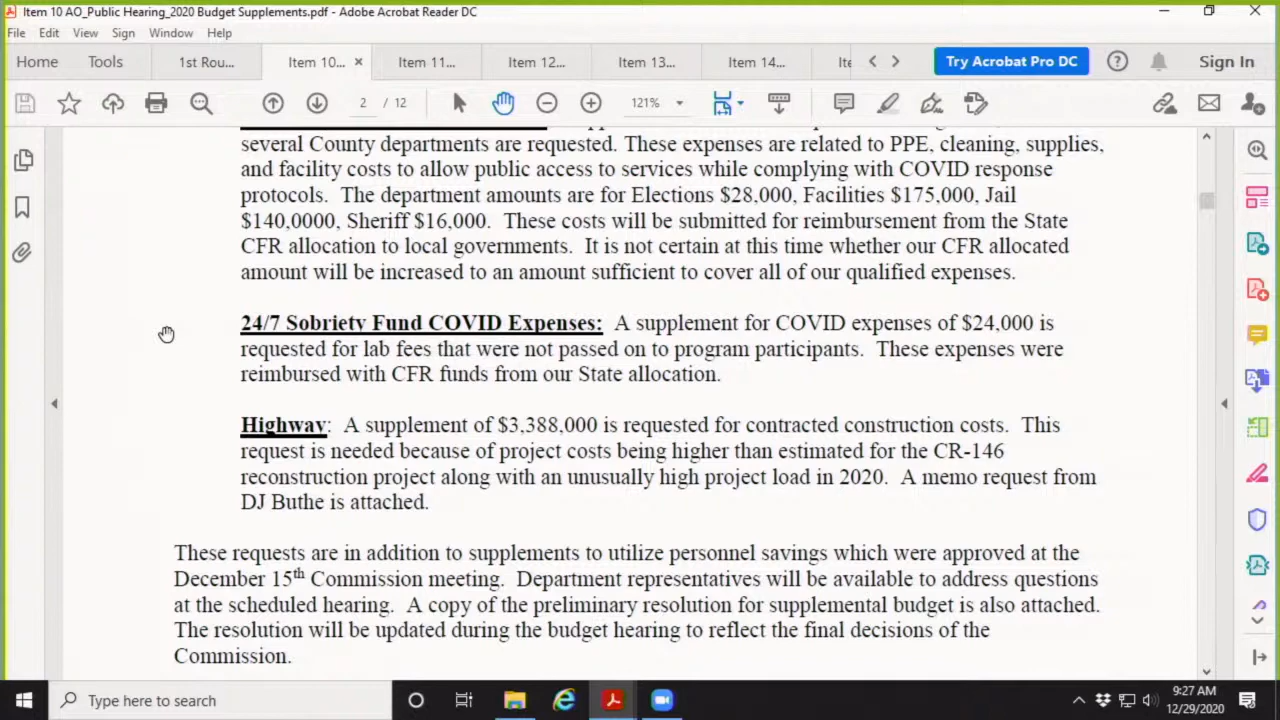 Item 10 AO_Public Hearing_2020 Budget Supplements.pdf - Adobe Acrobat Reader DC
File Edit View Sign Window Help
Home Tools 1st Rou... Item 10... × Item 11... Item 12... Item 13... Item 14... Ite Try Acrobat Pro DC Sign In
2 / 12 121%
several County departments are requested. These expenses are related to PPE, cleaning, supplies,
and facility costs to allow public access to services while complying with COVID response
protocols. The department amounts are for Elections $28,000, Facilities $175,000, Jail
$140,0000, Sheriff $16,000. These costs will be submitted for reimbursement from the State
CFR allocation to local governments. It is not certain at this time whether our CFR allocated
amount will be increased to an amount sufficient to cover all of our qualified expenses.
24/7 Sobriety Fund COVID Expenses: A supplement for COVID expenses of $24,000 is
requested for lab fees that were not passed on to program participants. These expenses were
reimbursed with CFR funds from our State allocation.
Highway: A supplement of $3,388,000 is requested for contracted construction costs. This
request is needed because of project costs being higher than estimated for the CR-146
reconstruction project along with an unusually high project load in 2020. A memo request from
DJ Buthe is attached.
These requests are in addition to supplements to utilize personnel savings which were approved at the
December 15th Commission meeting. Department representatives will be available to address questions
at the scheduled hearing. A copy of the preliminary resolution for supplemental budget is also attached.
The resolution will be updated during the budget hearing to reflect the final decisions of the
Commission.
Type here to search
9:27 AM
12/29/2020